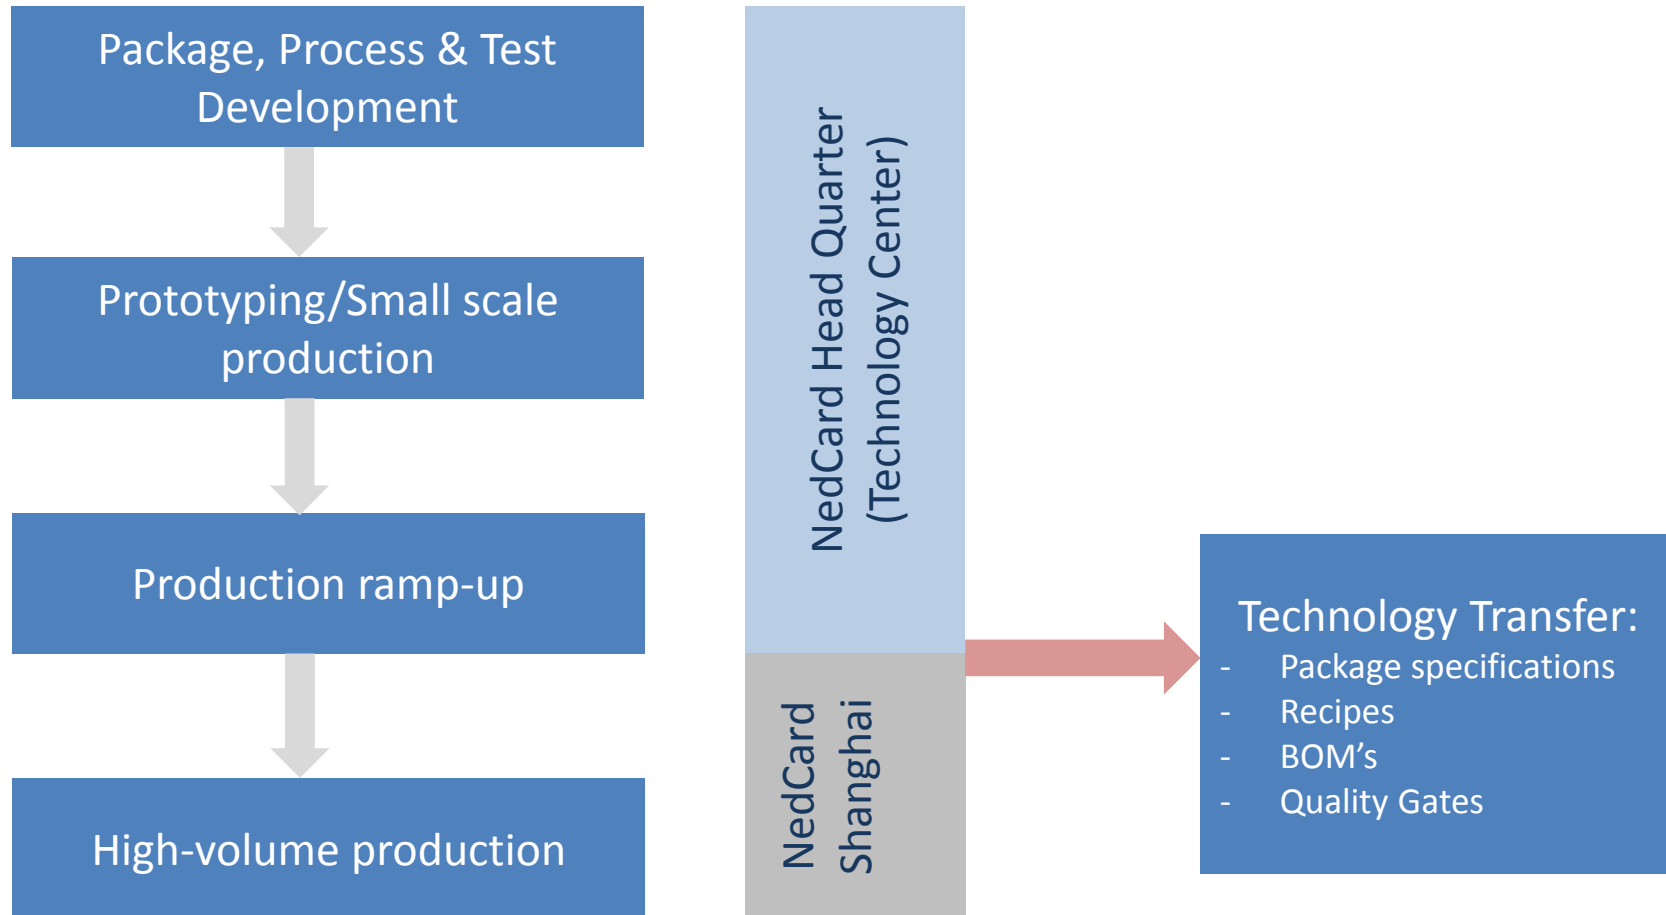 Package, Process & Test
Development
Prototyping/Small scale
production
Production ramp-up
High-volume production
NedCard Head Quarter
(Technology Center)
NedCard
Shanghai
Technology Transfer:
- Package specifications
- Recipes
- BOM’s
- Quality Gates